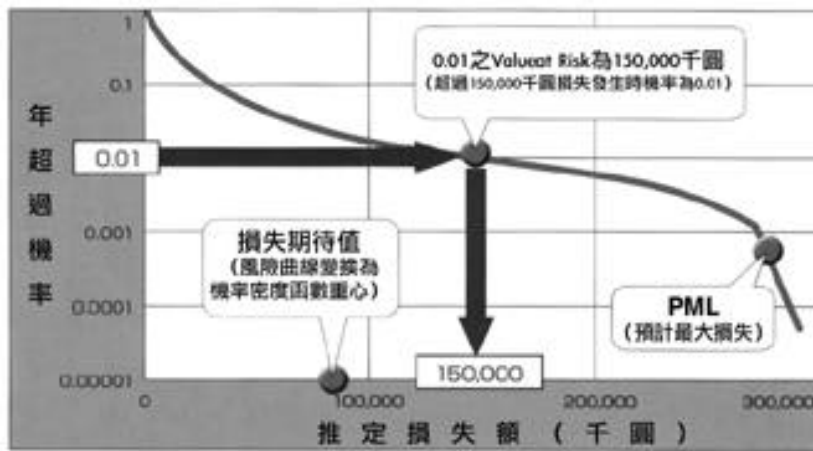 年超過機率
1
0.1
0.01
0.001
0.0001
0.00001
0.01之Valueat Risk為150,000千圓
(超過150,000千圓損失發生時機率為0.01)
損失期待值
(風險曲線變換為
機率密度函數重心)
PML
(預計最大損失)
150,000
0
100,000
200,000
300,000
推定損失額(千圓)